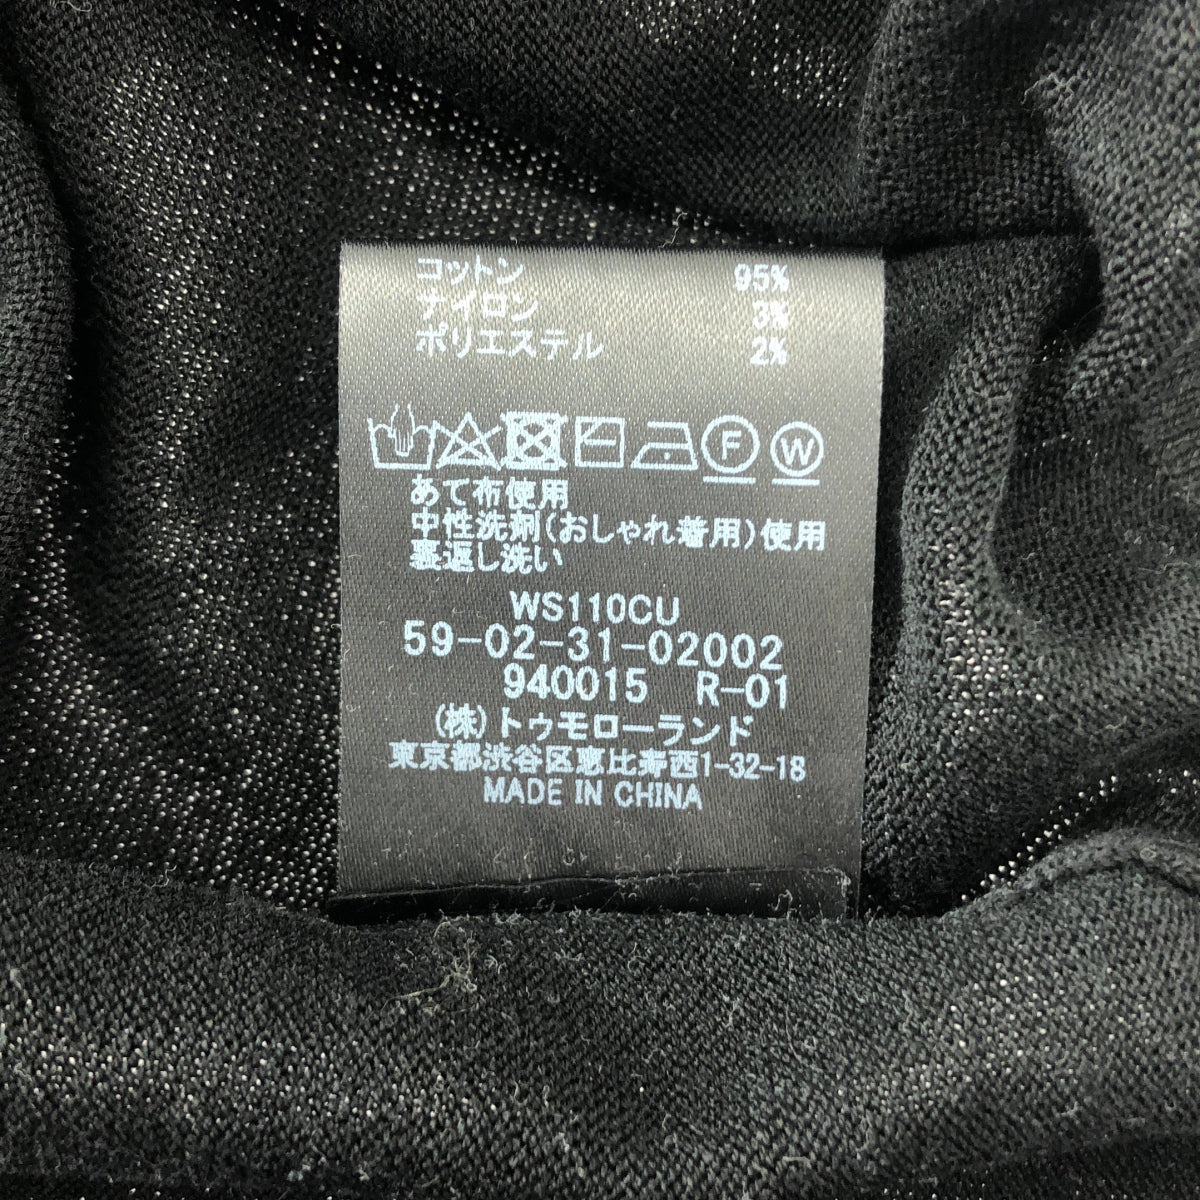 コットン 95%
ナイロン 3%
ポリエステル 2%
F W
あて布使用
中性洗剤(おしゃれ着用)使用
裏返し洗い
WS110CU
59-02-31-02002
940015 R-01
(株)トゥモローランド
東京都渋谷区恵比寿西1-32-18
MADE IN CHINA